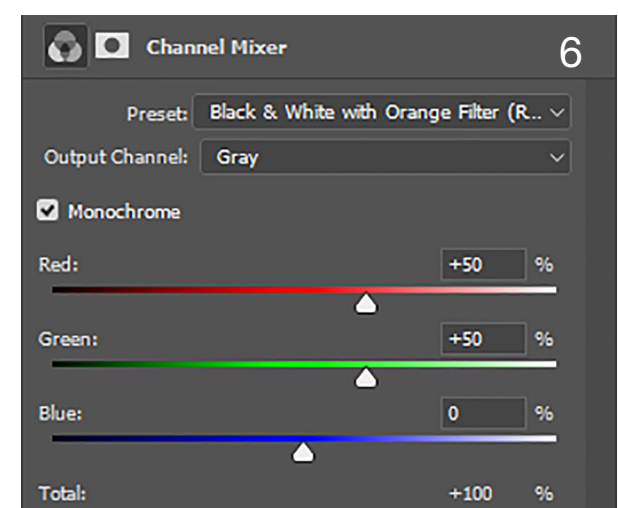 Channel Mixer 6
Preset: Black & White with Orange Filter (R...
Output Channel: Gray
Monochrome
Red: +50 %
Green: +50 %
Blue: 0 %
Total: +100 %